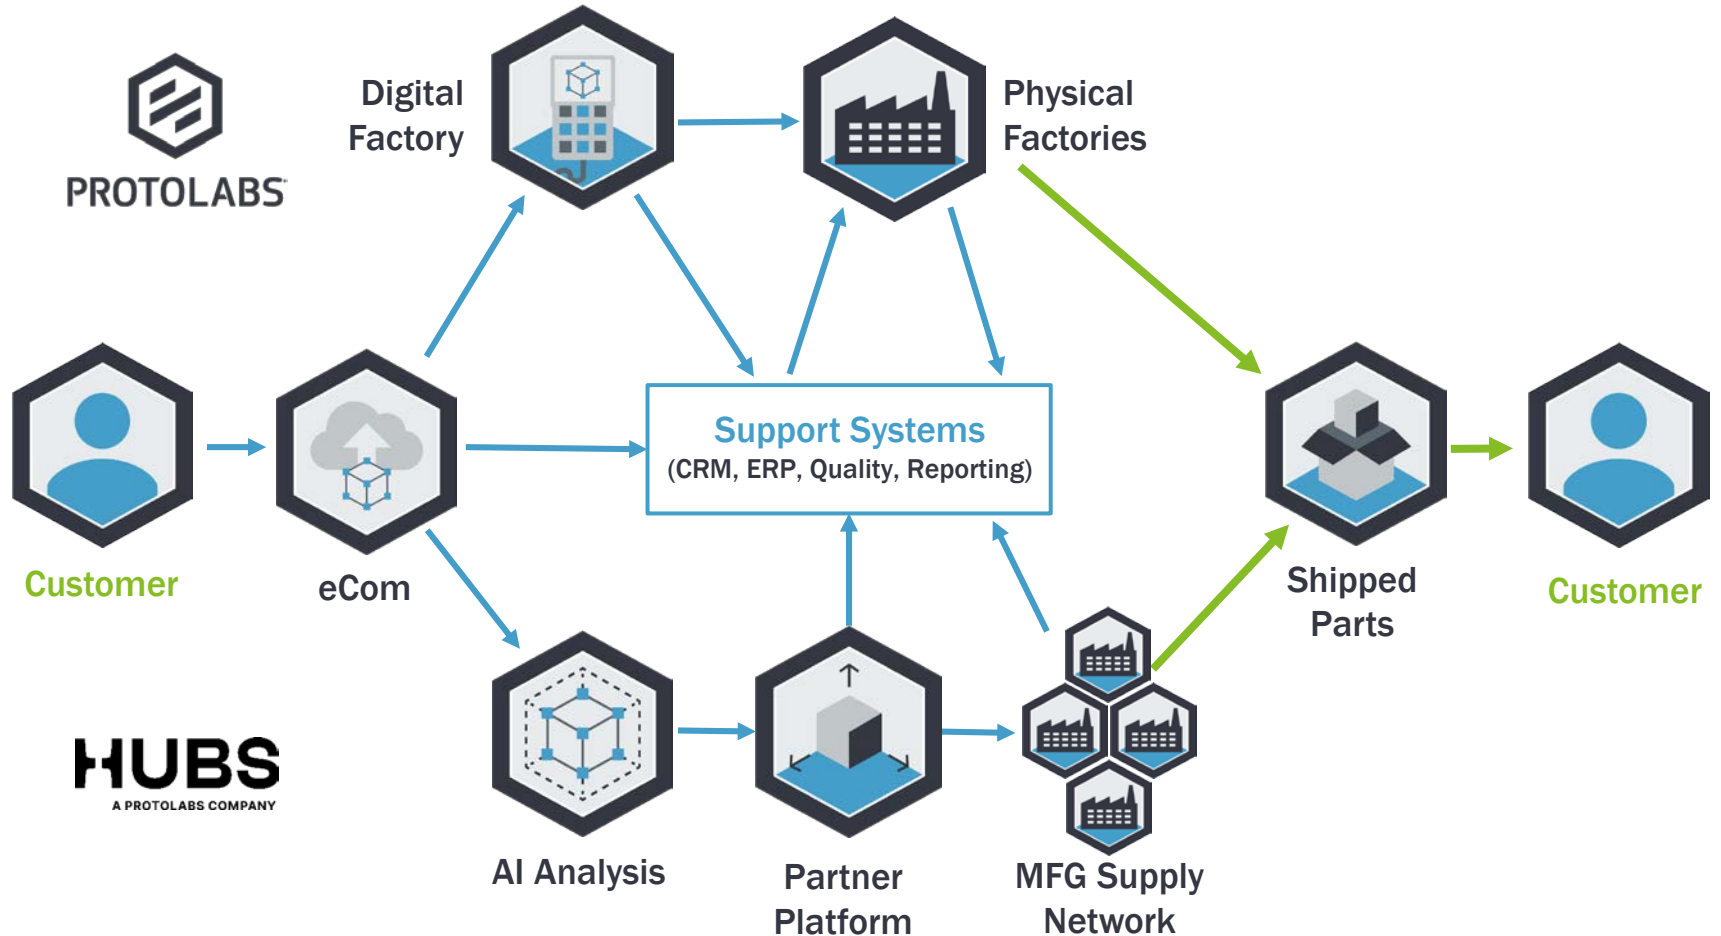 PROTOLABS
Digital
Factory
Physical
Factories
Customer
eCom
Support Systems
(CRM, ERP, Quality, Reporting)
Shipped
Parts
Customer
HUBS
A PROTOLABS COMPANY
AI Analysis
Partner
Platform
MFG Supply
Network